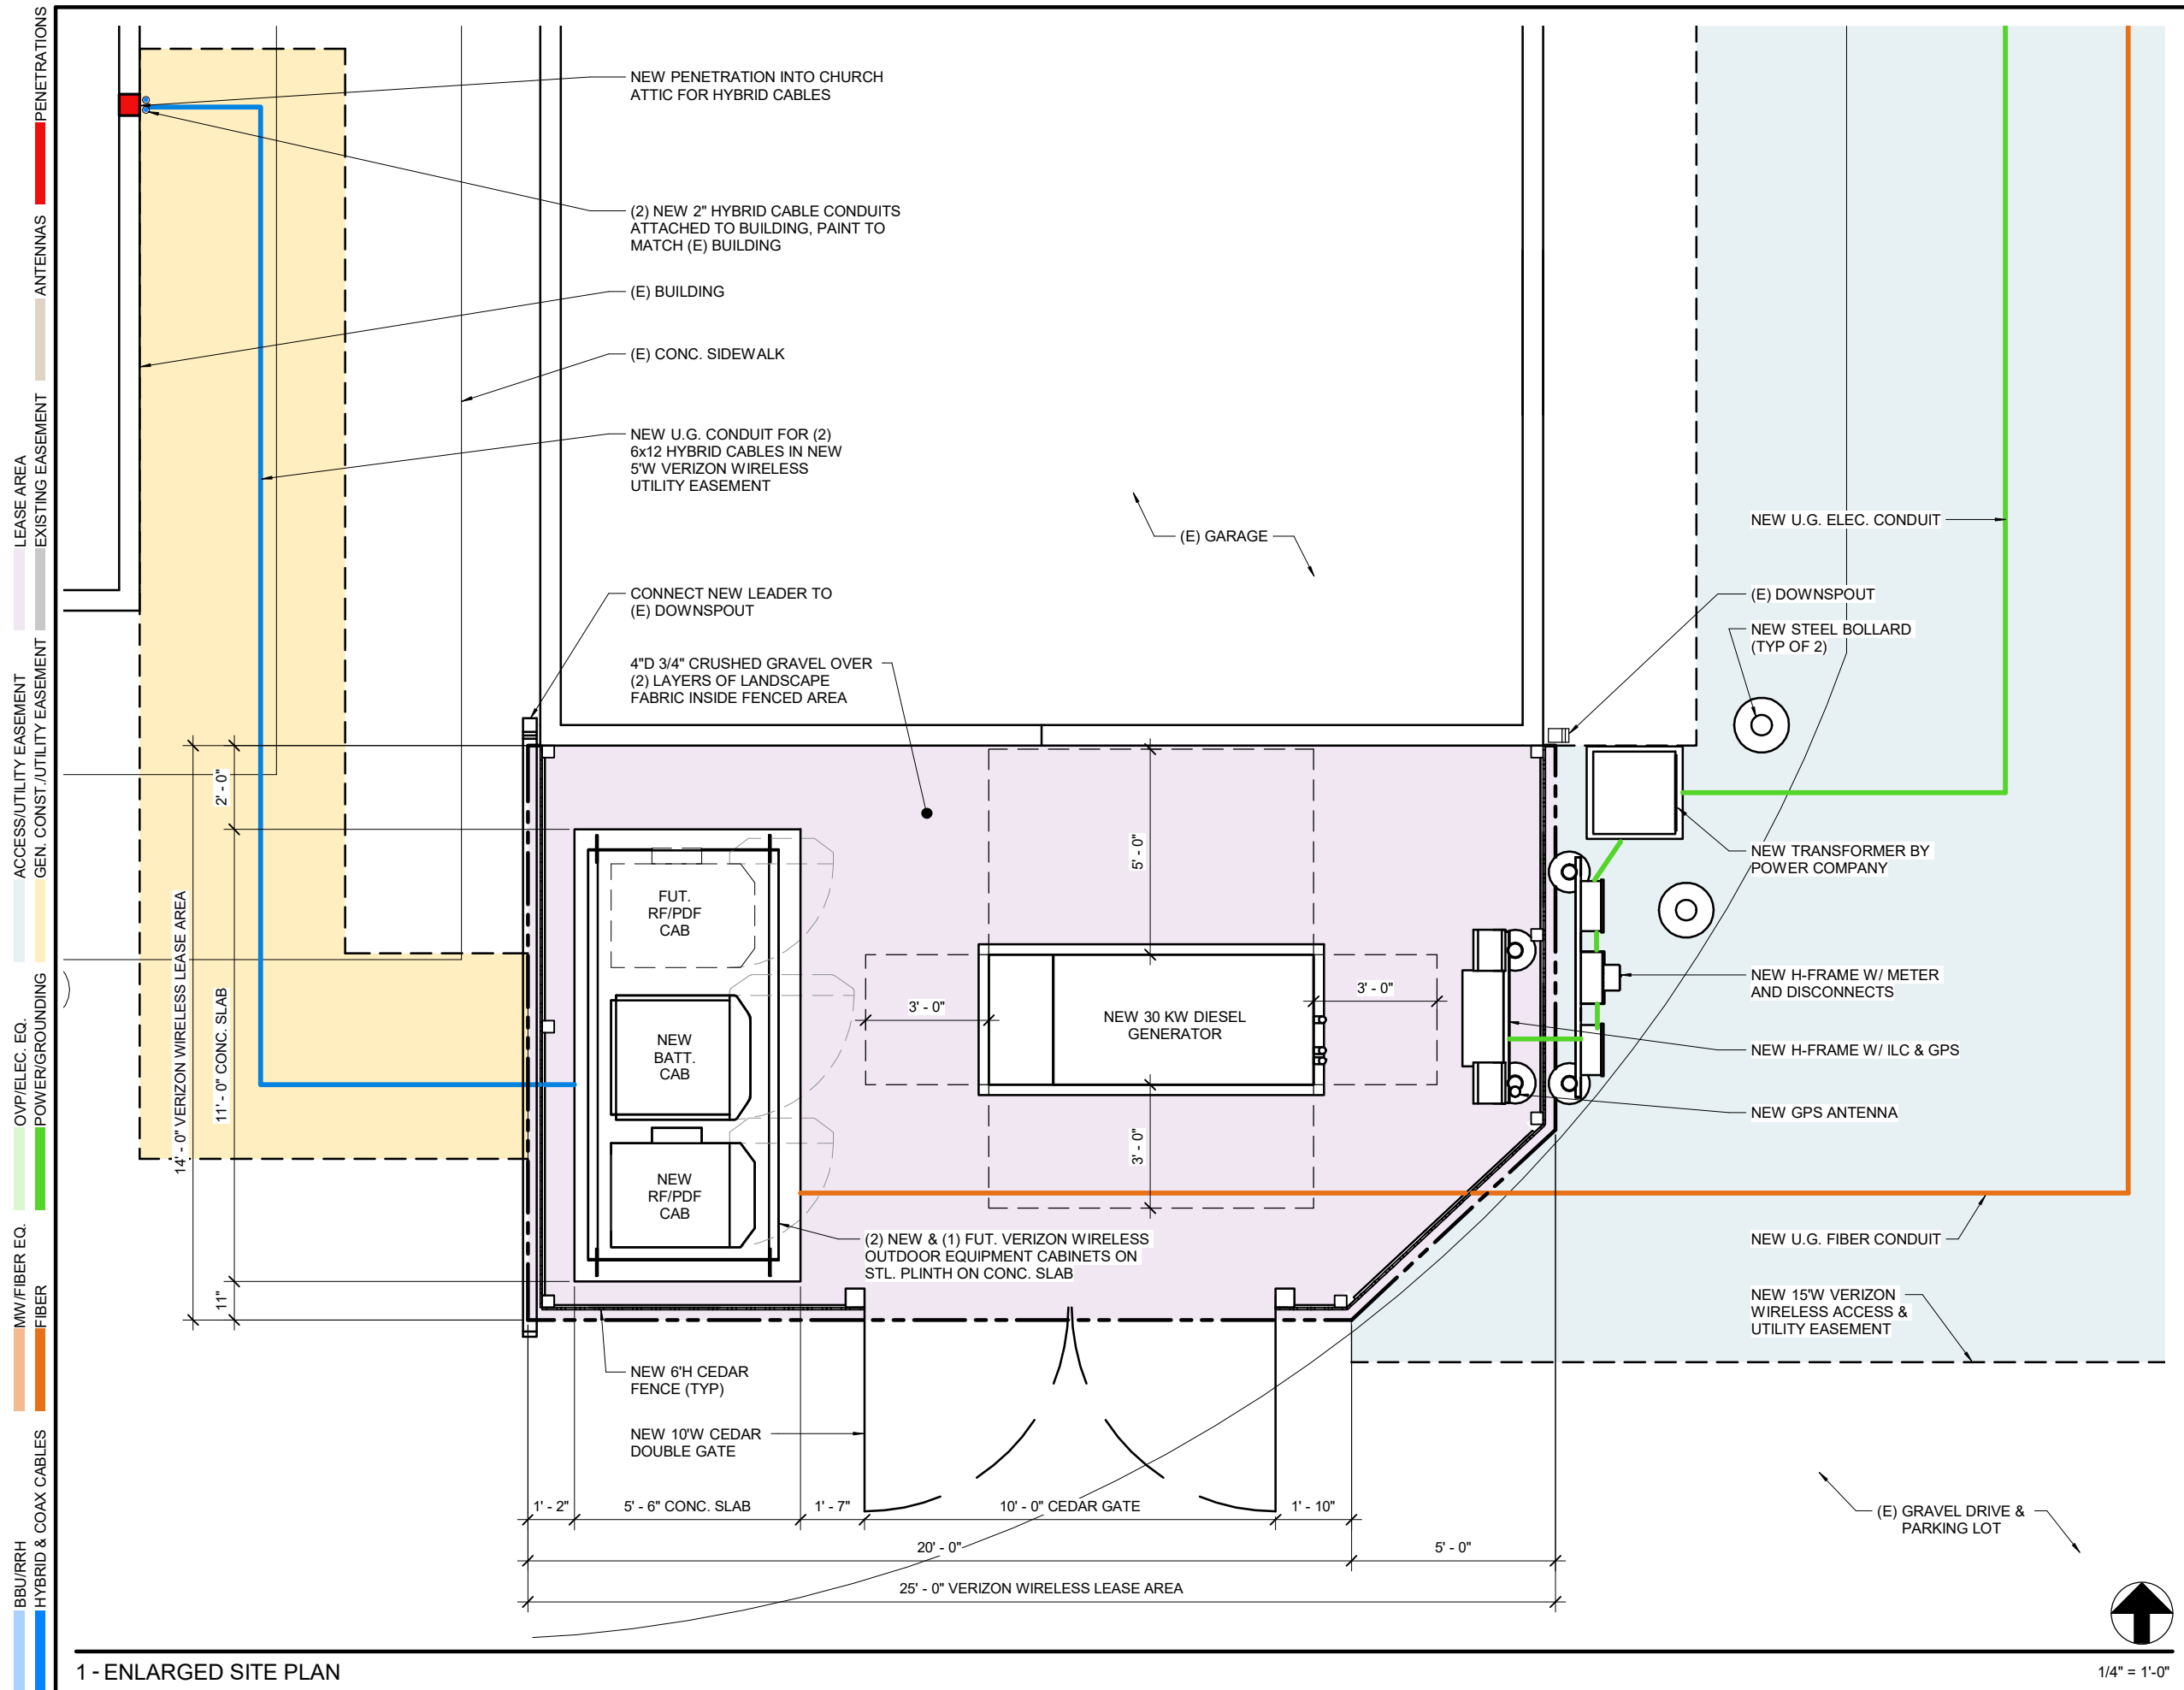 PENETRATIONS
ANTENNAS
LEASE AREA
EXISTING EASEMENT
ACCESS/UTILITY EASEMENT
GEN. CONST./UTILITY EASEMENT
OVP/ELEC. EQ.
POWER/GROUNDING
MW/FIBER EQ.
FIBER
BBU/RRH
HYBRID & COAX CABLES
NEW PENETRATION INTO CHURCH
ATTIC FOR HYBRID CABLES
(2) NEW 2" HYBRID CABLE CONDUITS
ATTACHED TO BUILDING, PAINT TO
MATCH (E) BUILDING
(E) BUILDING
(E) CONC. SIDEWALK
NEW U.G. CONDUIT FOR (2)
6x12 HYBRID CABLES IN NEW
5'W VERIZON WIRELESS
UTILITY EASEMENT
(E) GARAGE
NEW U.G. ELEC. CONDUIT
CONNECT NEW LEADER TO
(E) DOWNSPOUT
(E) DOWNSPOUT
NEW STEEL BOLLARD
(TYP OF 2)
4"D 3/4" CRUSHED GRAVEL OVER
(2) LAYERS OF LANDSCAPE
FABRIC INSIDE FENCED AREA
2' - 0"
14' - 0" VERIZON WIRELESS LEASE AREA
11' - 0" CONC. SLAB
11"
FUT.
RF/PDF
CAB
NEW
BATT.
CAB
NEW
RF/PDF
CAB
5' - 0"
3' - 0"
NEW 30 KW DIESEL
GENERATOR
3' - 0"
3' - 0"
NEW TRANSFORMER BY
POWER COMPANY
NEW H-FRAME W/ METER
AND DISCONNECTS
NEW H-FRAME W/ ILC & GPS
NEW GPS ANTENNA
(2) NEW & (1) FUT. VERIZON WIRELESS
OUTDOOR EQUIPMENT CABINETS ON
STL. PLINTH ON CONC. SLAB
NEW U.G. FIBER CONDUIT
NEW 15'W VERIZON
WIRELESS ACCESS &
UTILITY EASEMENT
NEW 6'H CEDAR
FENCE (TYP)
NEW 10'W CEDAR
DOUBLE GATE
1' - 2"
5' - 6" CONC. SLAB
1' - 7"
10' - 0" CEDAR GATE
1' - 10"
20' - 0"
5' - 0"
25' - 0" VERIZON WIRELESS LEASE AREA
(E) GRAVEL DRIVE &
PARKING LOT
1 - ENLARGED SITE PLAN
1/4" = 1'-0"